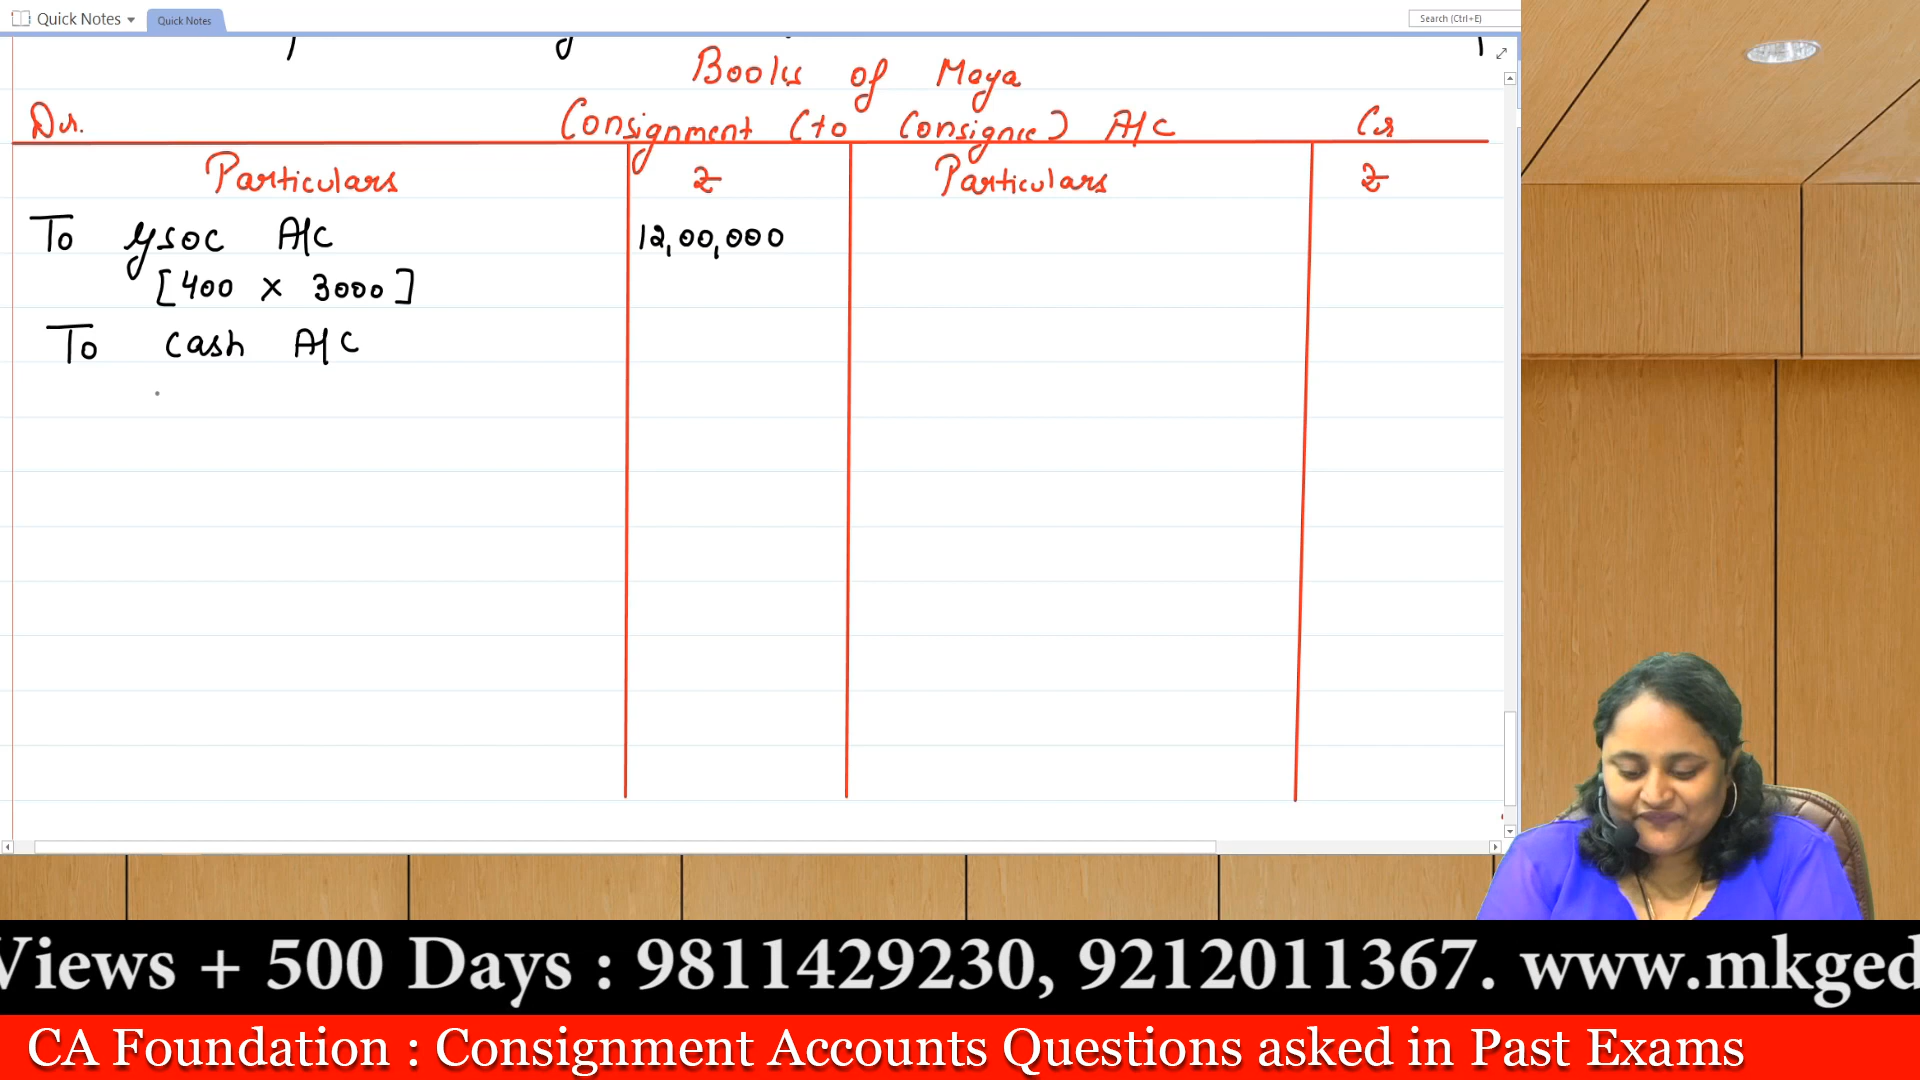 Quick Notes
Quick Notes
Search (Ctrl+E)
Books of Maya
Dr. Consignment (to Consignee) A/C Cr
Particulars ₹ Particulars ₹
To GSOC A/C 12,00,000
[400 × 3000]
To cash A/C
Views + 500 Days : 9811429230, 9212011367. www.mkged
CA Foundation : Consignment Accounts Questions asked in Past Exams